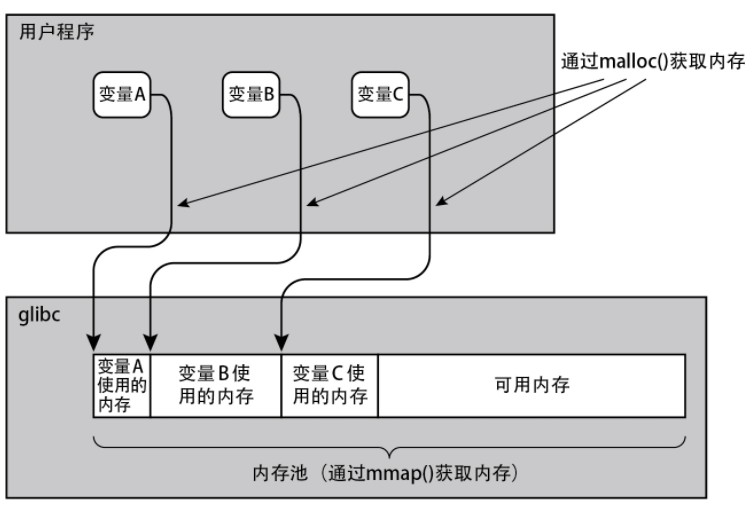 用户程序
通过malloc()获取内存
变量A
变量B
变量C
glibc
变量A
使用的
内存
变量B使
用的内存
变量C使
用的内存
可用内存
内存池（通过mmap()获取内存）